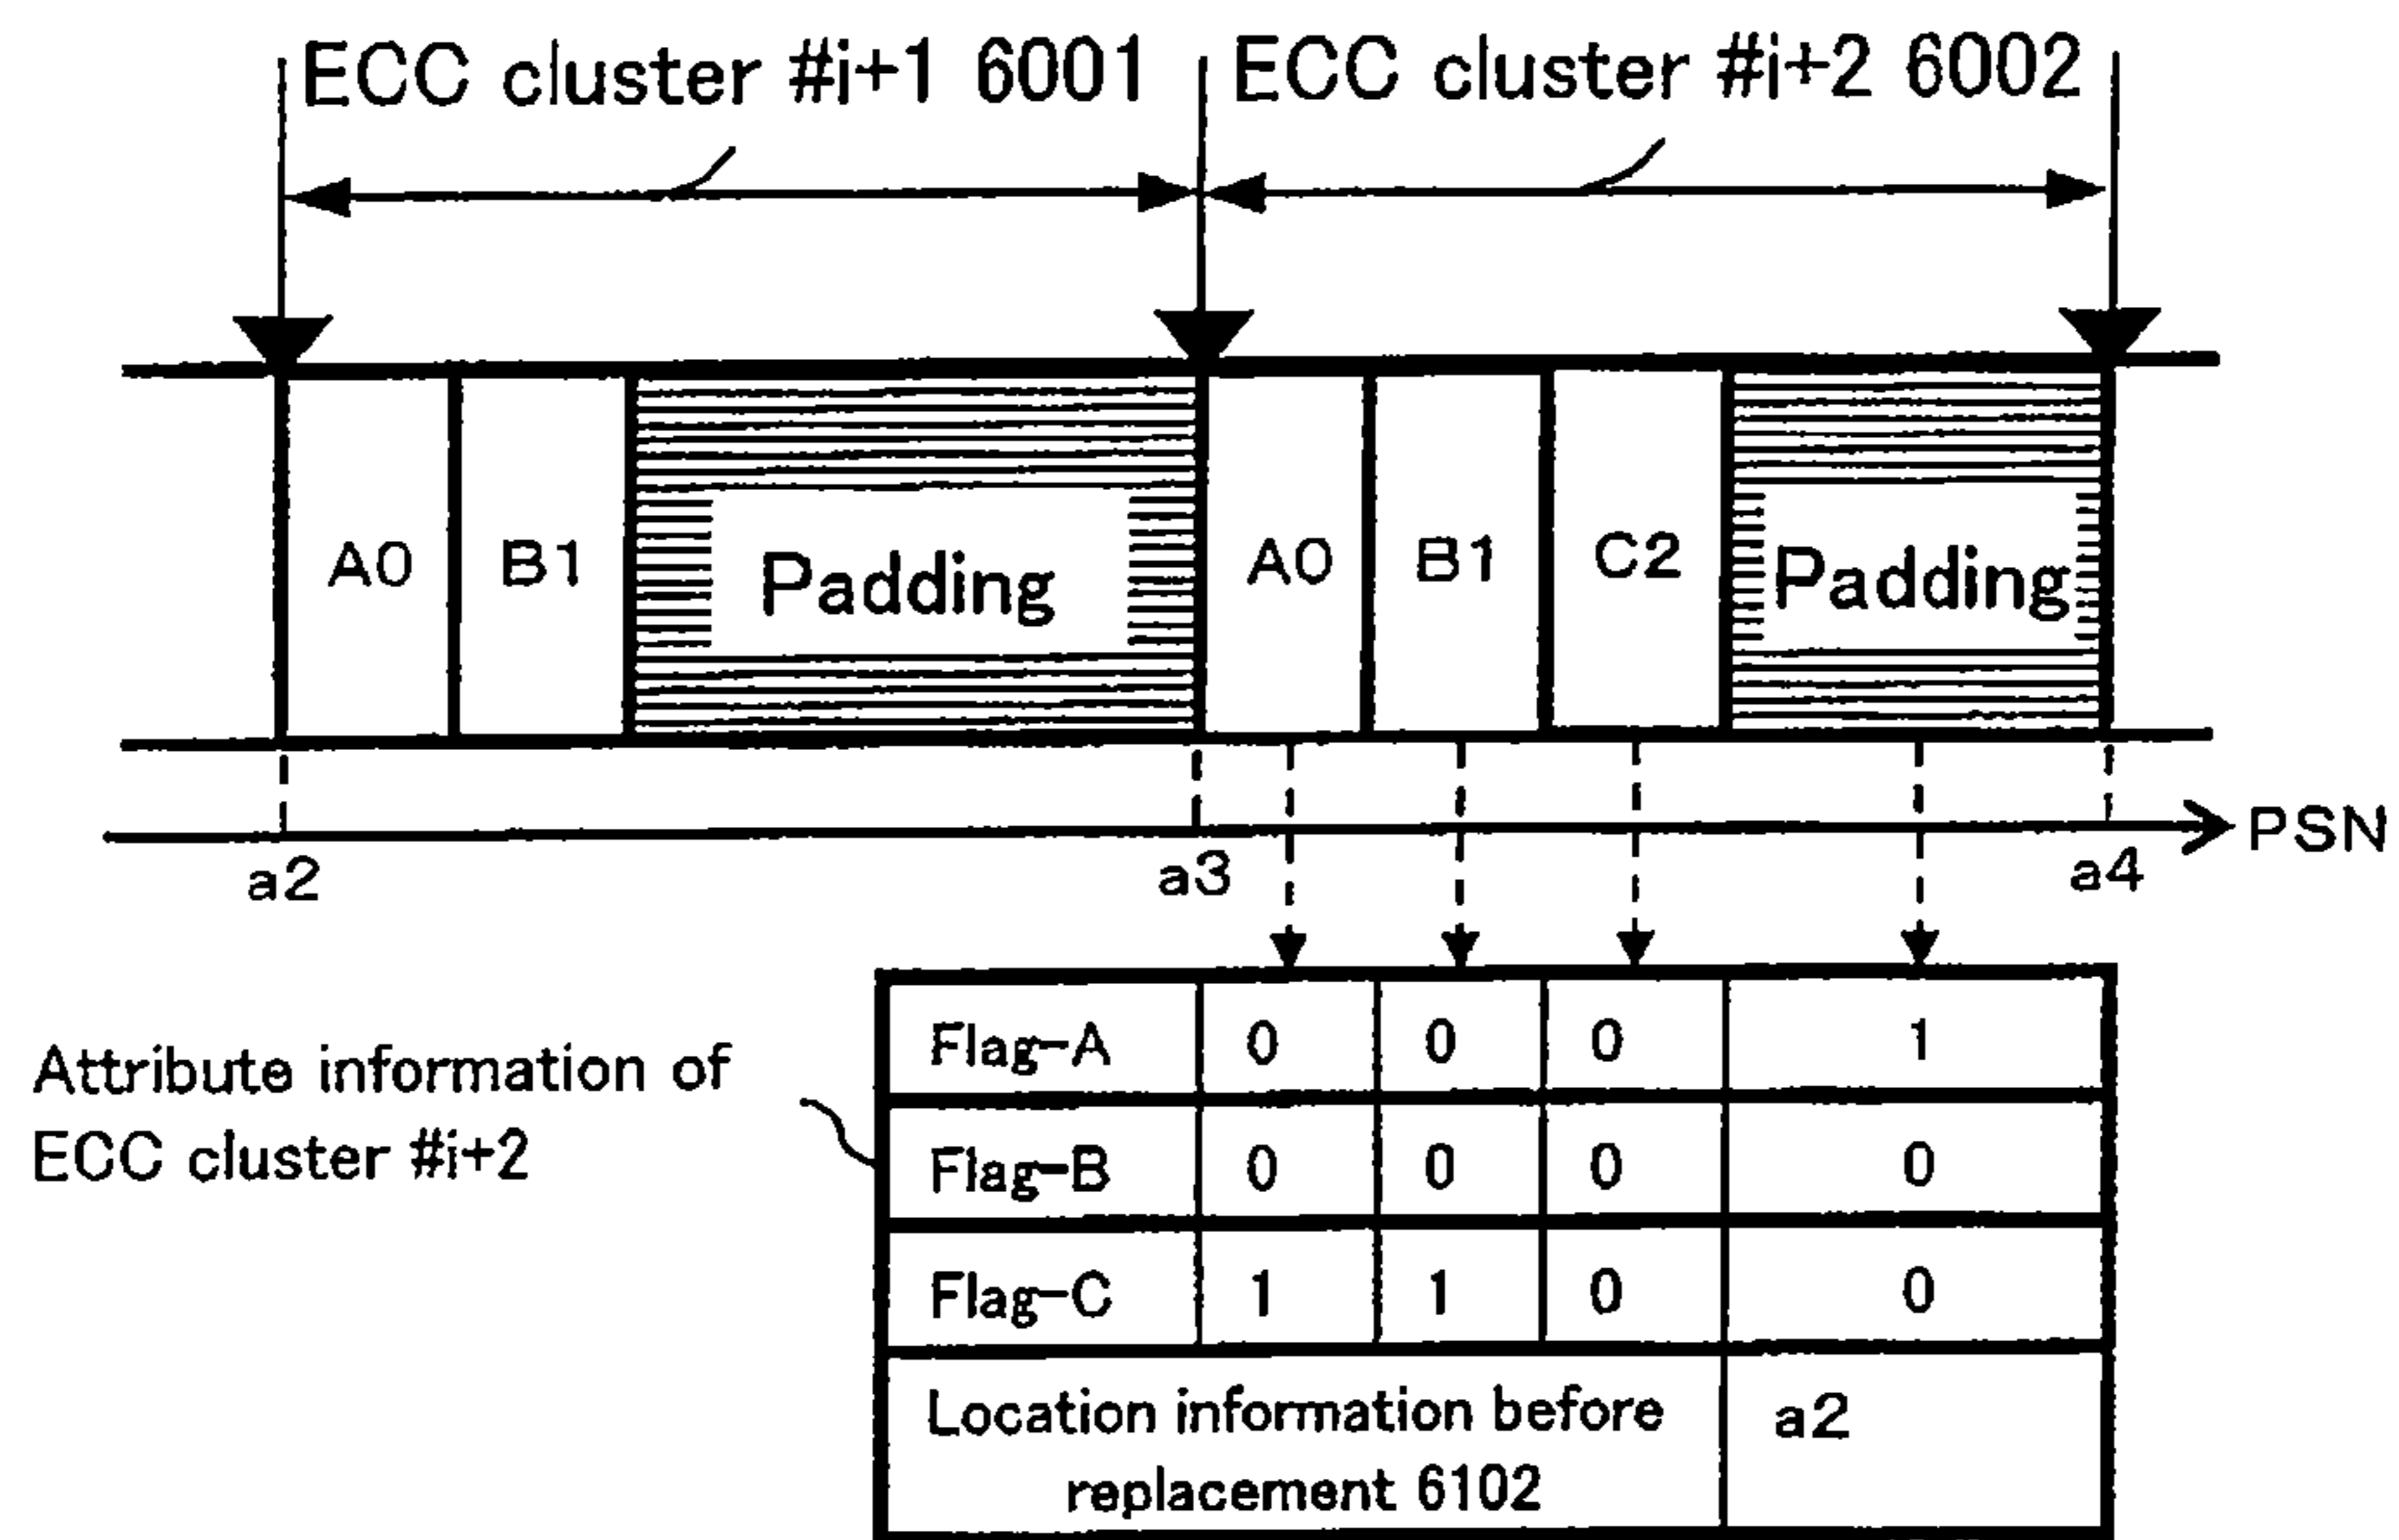 ECC cluster #i+1 6001 ECC cluster #i+2 6002
A0 B1 Padding A0 B1 C2 Padding
PSN
a2 a3 a4
Attribute information of
ECC cluster #i+2
Flag-A 0 0 0 1
Flag-B 0 0 0 0
Flag-C 1 1 0 0
Location information before a2
replacement 6102